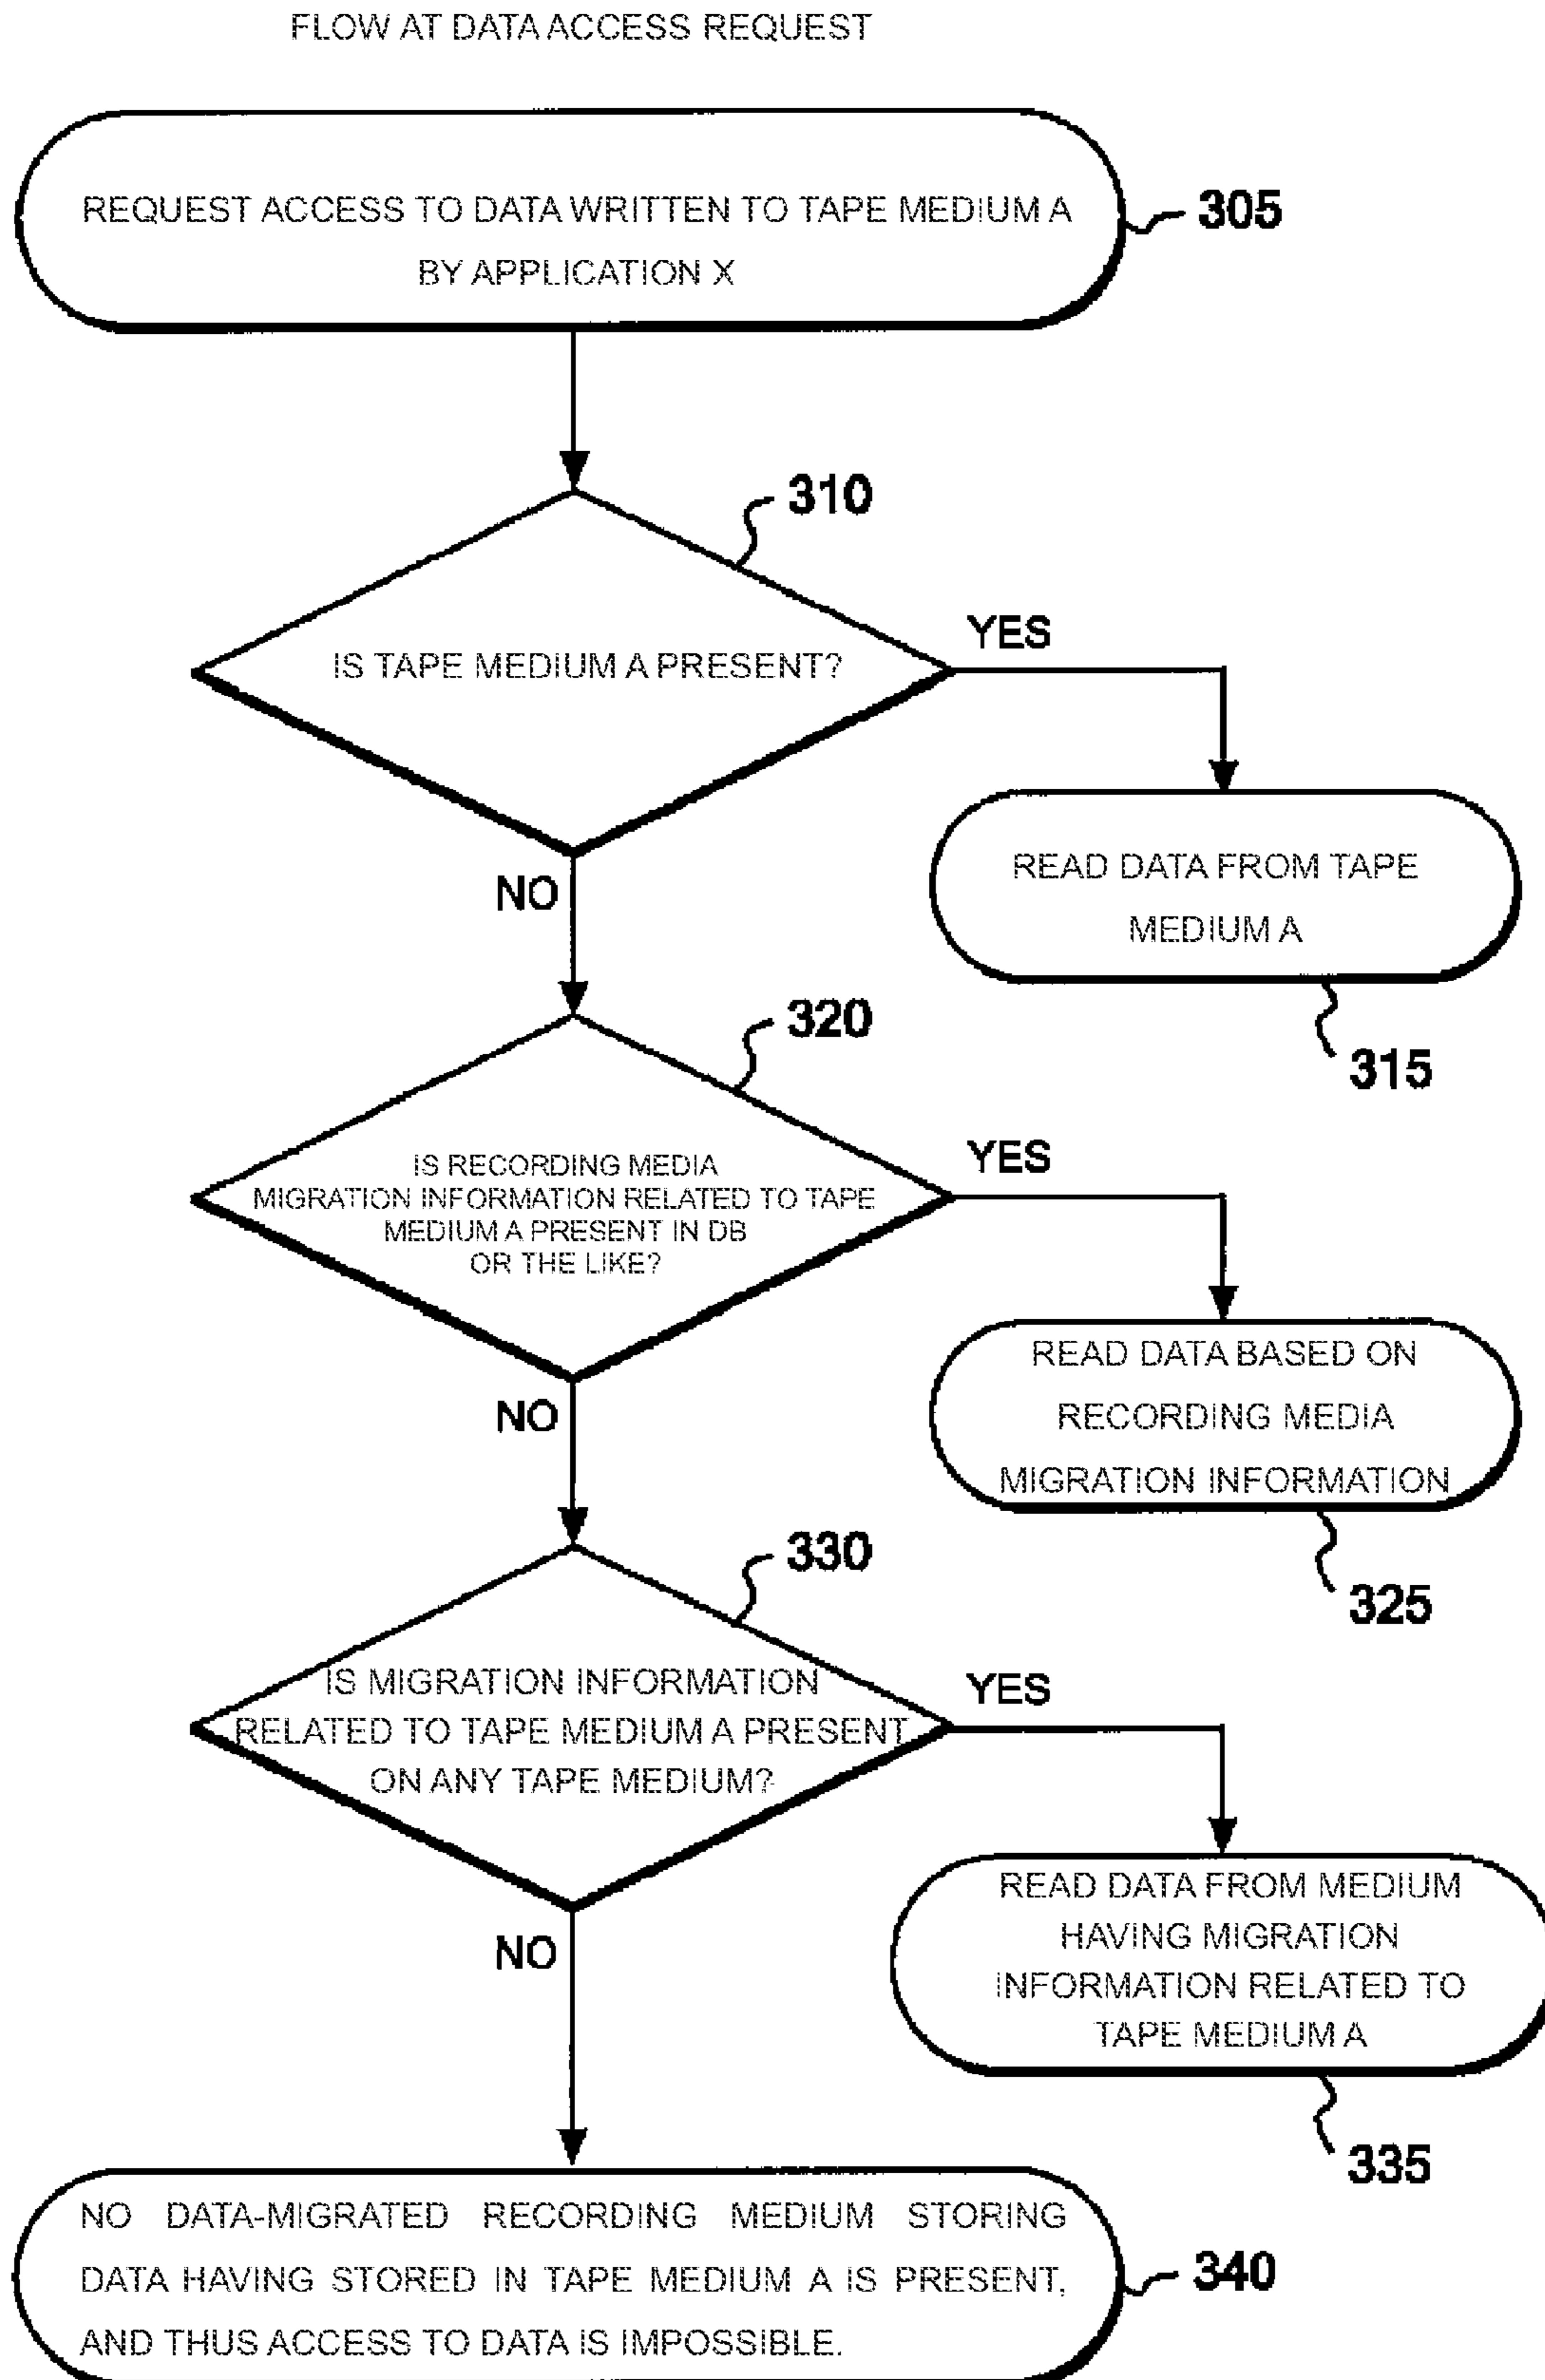 FLOW AT DATA ACCESS REQUEST
REQUEST ACCESS TO DATA WRITTEN TO TAPE MEDIUM A
BY APPLICATION X
305
310
IS TAPE MEDIUM A PRESENT?
YES
NO
READ DATA FROM TAPE
MEDIUM A
315
320
IS RECORDING MEDIA
MIGRATION INFORMATION RELATED TO TAPE
MEDIUM A PRESENT IN DB
OR THE LIKE?
YES
NO
READ DATA BASED ON
RECORDING MEDIA
MIGRATION INFORMATION
325
330
IS MIGRATION INFORMATION
RELATED TO TAPE MEDIUM A PRESENT
ON ANY TAPE MEDIUM?
YES
NO
READ DATA FROM MEDIUM
HAVING MIGRATION
INFORMATION RELATED TO
TAPE MEDIUM A
335
NO DATA-MIGRATED RECORDING MEDIUM STORING
DATA HAVING STORED IN TAPE MEDIUM A IS PRESENT,
AND THUS ACCESS TO DATA IS IMPOSSIBLE.
340